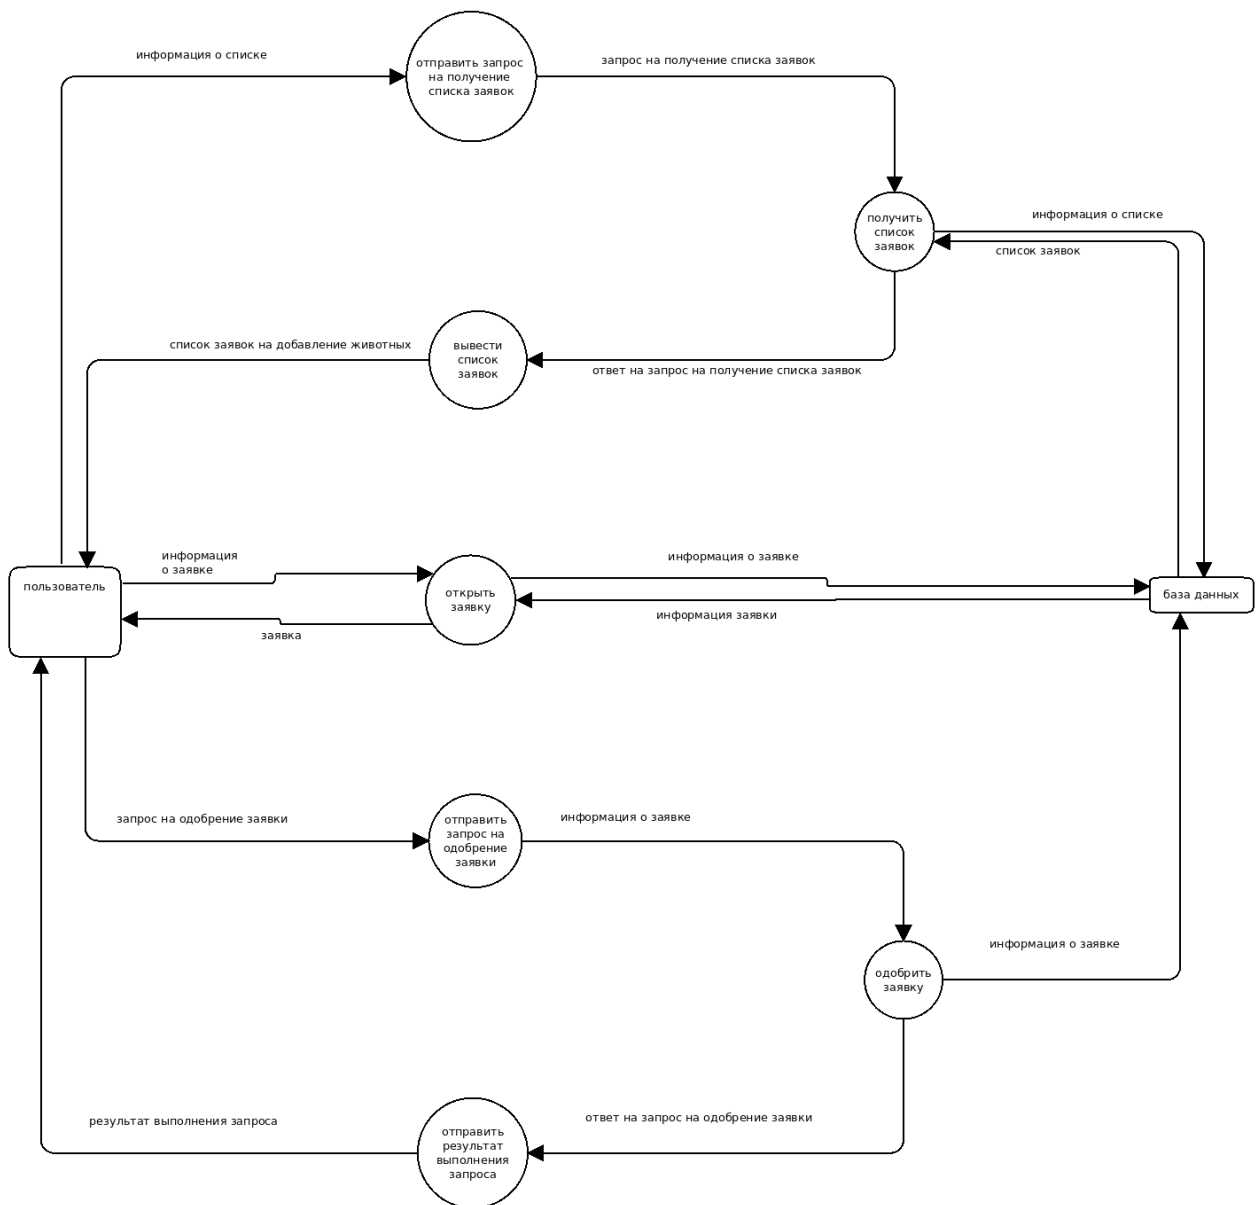 информация о списке
отправить запрос
на получение
списка заявок
запрос на получение списка заявок
получить
список
заявок
информация о списке
список заявок
список заявок на добавление животных
вывести
список
заявок
ответ на запрос на получение списка заявок
пользователь
информация
о заявке
открыть
заявку
информация о заявке
база данных
информация заявки
заявка
запрос на одобрение заявки
отправить
запрос на
одобрение
заявки
информация о заявке
одобрить
заявку
информация о заявке
результат выполнения запроса
отправить
результат
выполнения
запроса
ответ на запрос на одобрение заявки